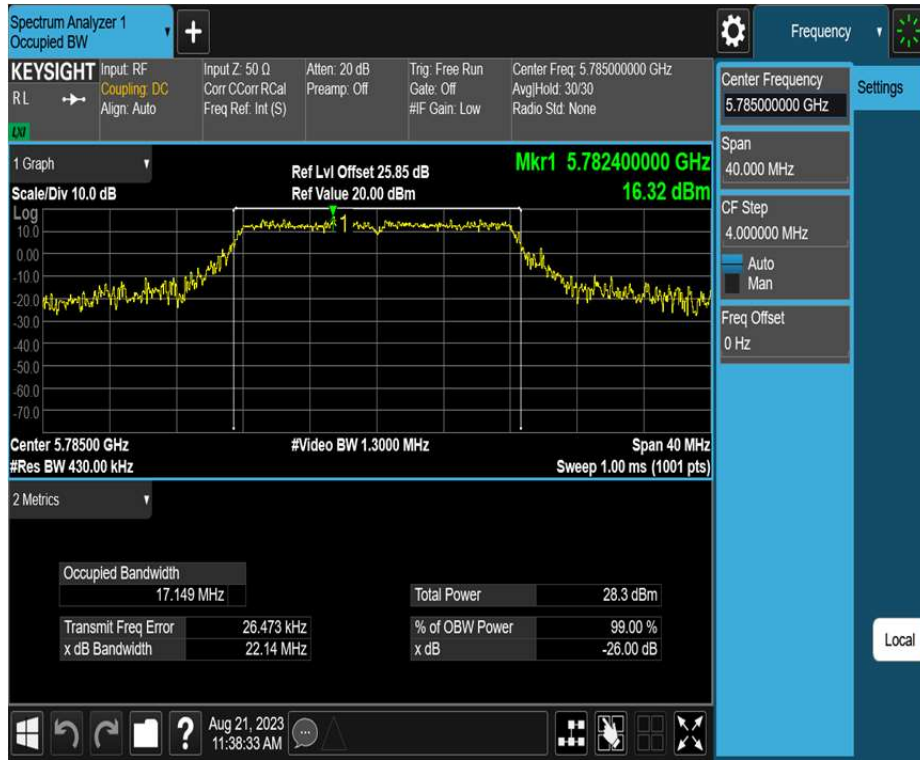 Spectrum Analyzer 1
Occupied BW
+
Frequency
KEYSIGHT
RL
LXI
Input: RF
Coupling: DC
Align: Auto
Input Z: 50 Ω
Corr CCorr RCal
Freq Ref: Int (S)
Atten: 20 dB
Preamp: Off
Trig: Free Run
Gate: Off
#IF Gain: Low
Center Freq: 5.785000000 GHz
Avg|Hold: 30/30
Radio Std: None
Center Frequency
5.785000000 GHz
Settings
Span
40.000 MHz
CF Step
4.000000 MHz
Auto
Man
Freq Offset
0 Hz
Local
1 Graph
Scale/Div 10.0 dB
Ref Lvl Offset 25.85 dB
Ref Value 20.00 dBm
Mkr1 5.782400000 GHz
16.32 dBm
Log
10.0
0.00
-10.0
-20.0
-30.0
-40.0
-50.0
-60.0
-70.0
1
Center 5.78500 GHz
#Video BW 1.3000 MHz
Span 40 MHz
#Res BW 430.00 kHz
Sweep 1.00 ms (1001 pts)
2 Metrics
Occupied Bandwidth
17.149 MHz
Total Power 28.3 dBm
Transmit Freq Error 26.473 kHz
% of OBW Power 99.00 %
x dB Bandwidth 22.14 MHz
x dB -26.00 dB
?
Aug 21, 2023
11:38:33 AM